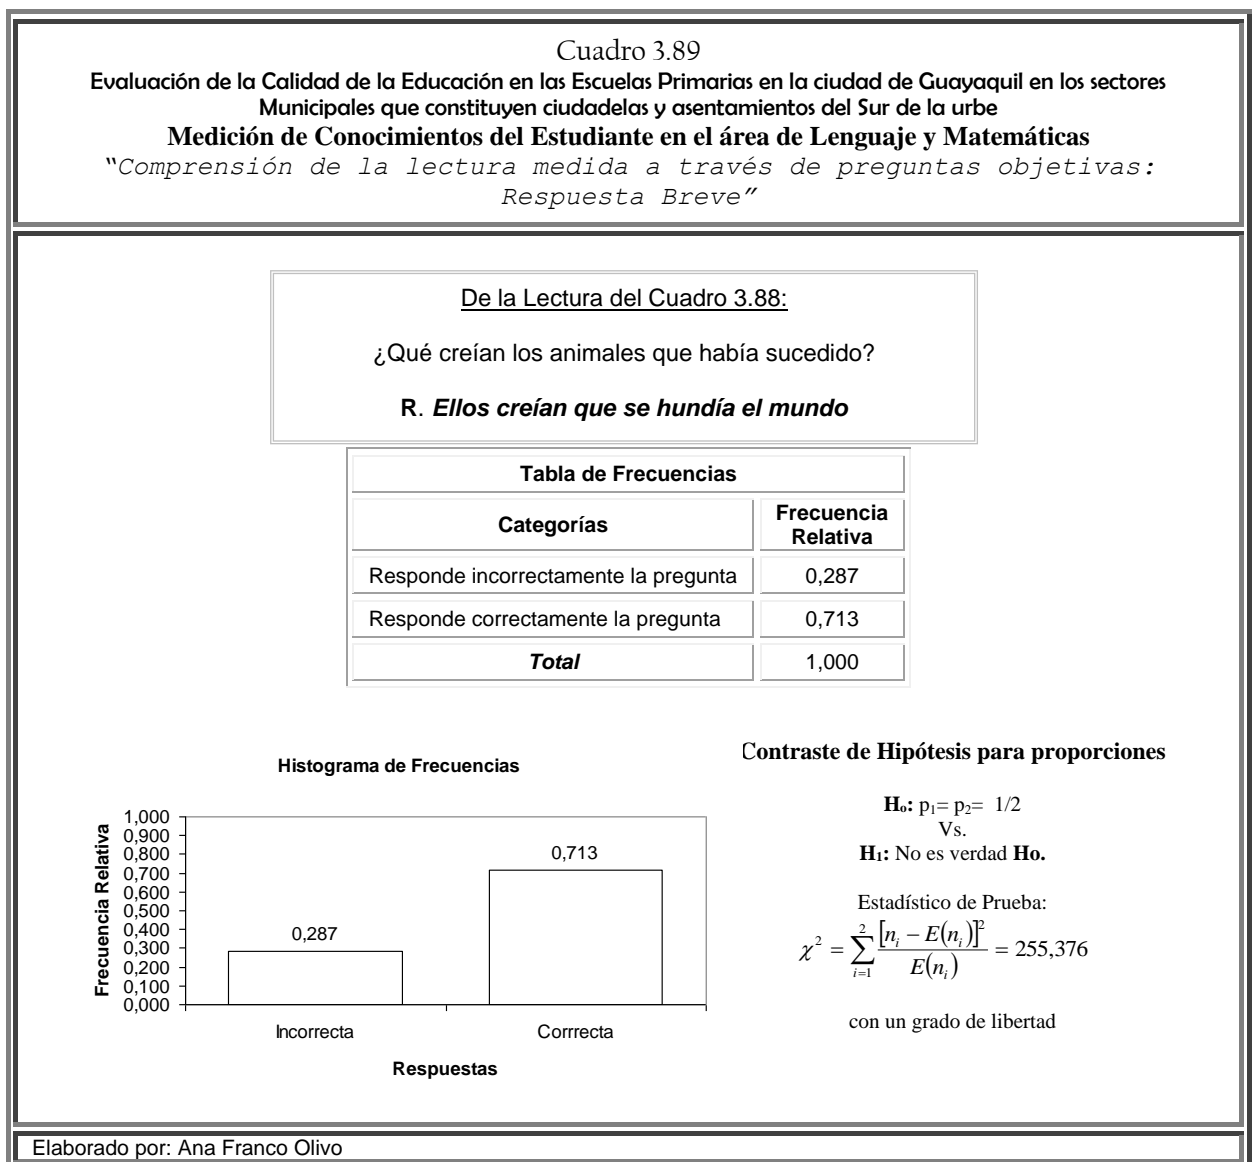 Cuadro 3.89
Evaluación de la Calidad de la Educación en las Escuelas Primarias en la ciudad de Guayaquil en los sectores
Municipales que constituyen ciudadelas y asentamientos del Sur de la urbe
Medición de Conocimientos del Estudiante en el área de Lenguaje y Matemáticas
“Comprensión de la lectura medida a través de preguntas objetivas:
Respuesta Breve”
De la Lectura del Cuadro 3.88:
¿Qué creían los animales que había sucedido?
R. Ellos creían que se hundía el mundo
Tabla de Frecuencias
Categorías
Frecuencia
Relativa
Responde incorrectamente la pregunta 0,287
Responde correctamente la pregunta 0,713
Total 1,000
Histograma de Frecuencias
Frecuencia Relativa
1,000
0,900
0,800
0,700
0,600
0,500
0,400
0,300
0,200
0,100
0,000
0,287
0,713
Incorrecta
Corrrecta
Respuestas
Contraste de Hipótesis para proporciones
Ho: p₁= p₂= 1/2
Vs.
H₁: No es verdad Ho.
Estadístico de Prueba:
χ² = ∑ᵢ₌₁² [nᵢ − E(nᵢ)]² / E(nᵢ) = 255,376
con un grado de libertad
Elaborado por: Ana Franco Olivo